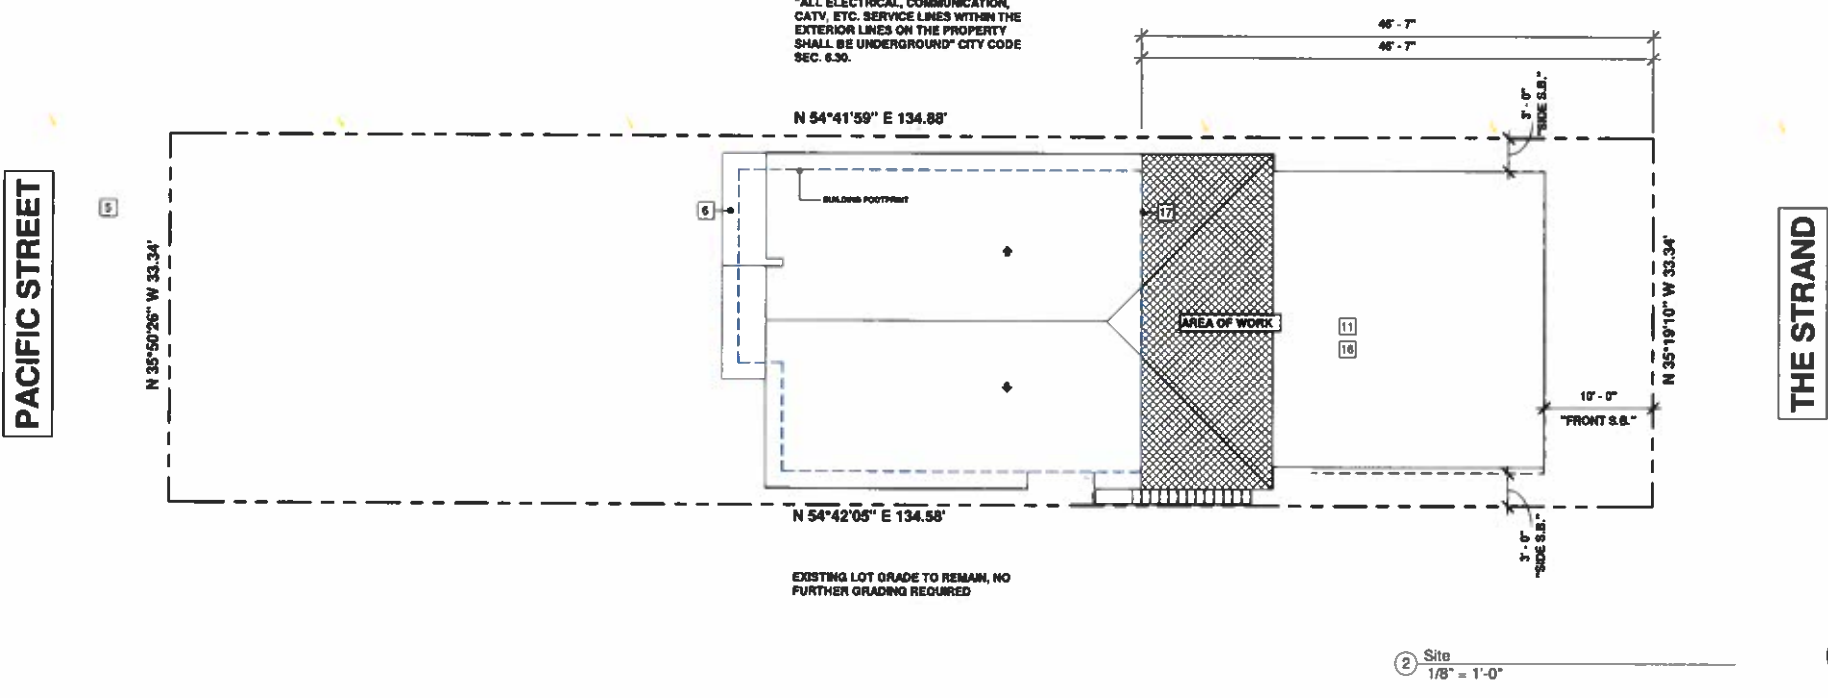 "ALL ELECTRICAL, COMMUNICATION,
CATV, ETC. SERVICE LINES WITHIN THE
EXTERIOR LINES ON THE PROPERTY
SHALL BE UNDERGROUND" CITY CODE
SEC. 6.30.
46' - 7"
46' - 7"
3' - 0"
"SIDE S.B."
N 54°41'59" E 134.88'
PACIFIC STREET
5
N 35°50'26" W 33.34'
6
BUILDING FOOTPRINT
17
AREA OF WORK
11
16
10' - 0"
"FRONT S.B."
N 35°19'10" W 33.34'
THE STRAND
N 54°42'05" E 134.58'
3' - 0"
"SIDE S.B."
EXISTING LOT GRADE TO REMAIN, NO
FURTHER GRADING REQUIRED
2 Site
1/8" = 1'-0"